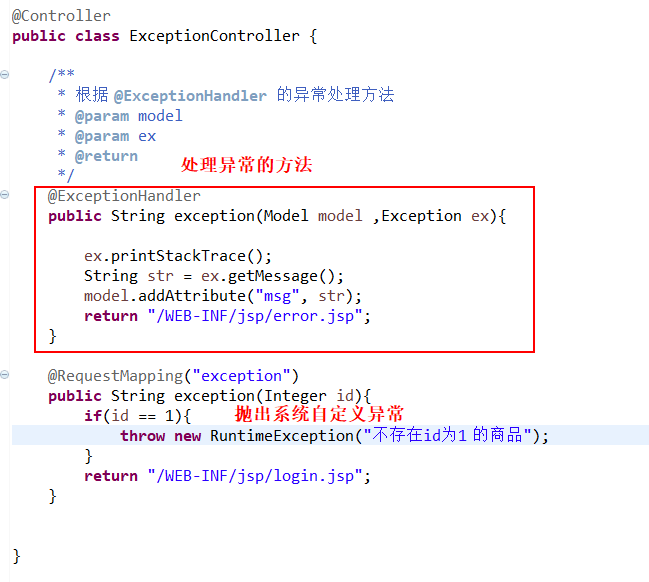 @Controller
public class ExceptionController {
/**
* 根据 @ExceptionHandler 的异常处理方法
* @param model
* @param ex
* @return
处理异常的方法
*/
@ExceptionHandler
public String exception(Model model ,Exception ex){
ex.printStackTrace();
String str = ex.getMessage();
model.addAttribute("msg", str);
return "/WEB-INF/jsp/error.jsp";
}
@RequestMapping("exception")
public String exception(Integer id){
if(id == 1){
抛出系统自定义异常
throw new RuntimeException("不存在id为1 的商品");
}
return "/WEB-INF/jsp/login.jsp";
}
}